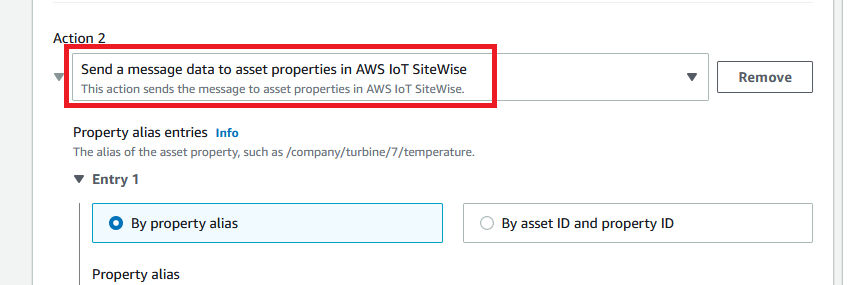 Action 2
Send a message data to asset properties in AWS IoT SiteWise
This action sends the message to asset properties in AWS IoT SiteWise.
Remove
Property alias entries Info
The alias of the asset property, such as /company/turbine/7/temperature.
Entry 1
By property alias
By asset ID and property ID
Property alias